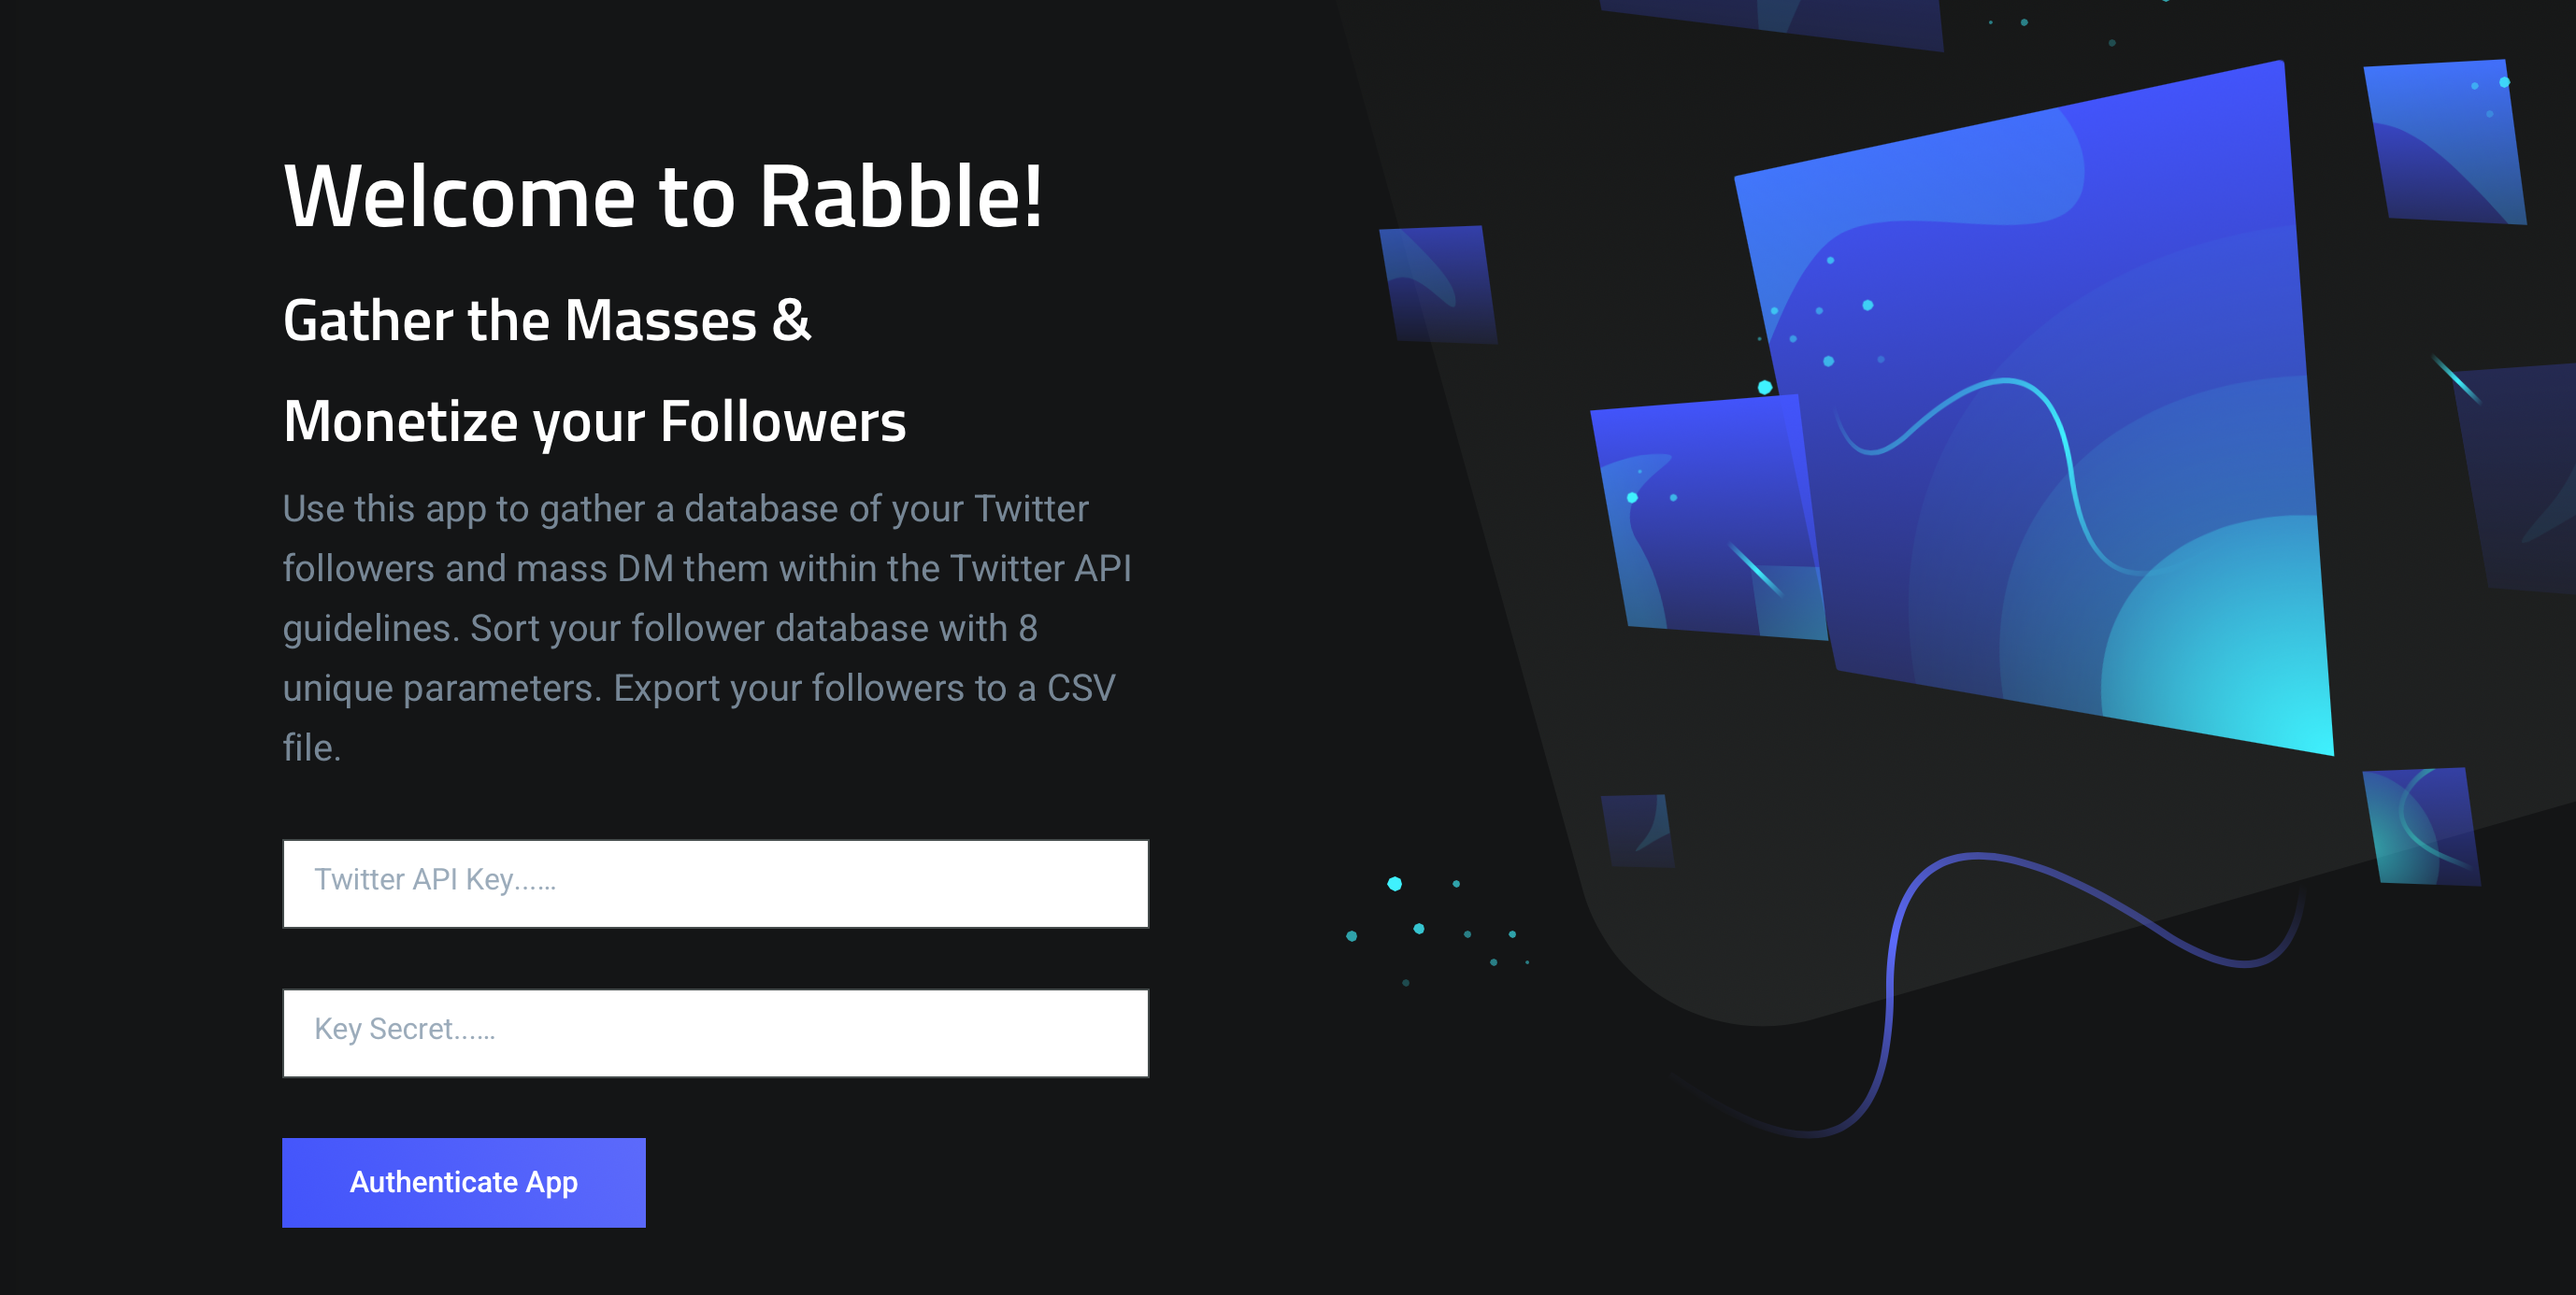 Welcome to Rabble!
Gather the Masses &
Monetize your Followers
Use this app to gather a database of your Twitter
followers and mass DM them within the Twitter API
guidelines. Sort your follower database with 8
unique parameters. Export your followers to a CSV
file.
Twitter API Key......
Key Secret......
Authenticate App